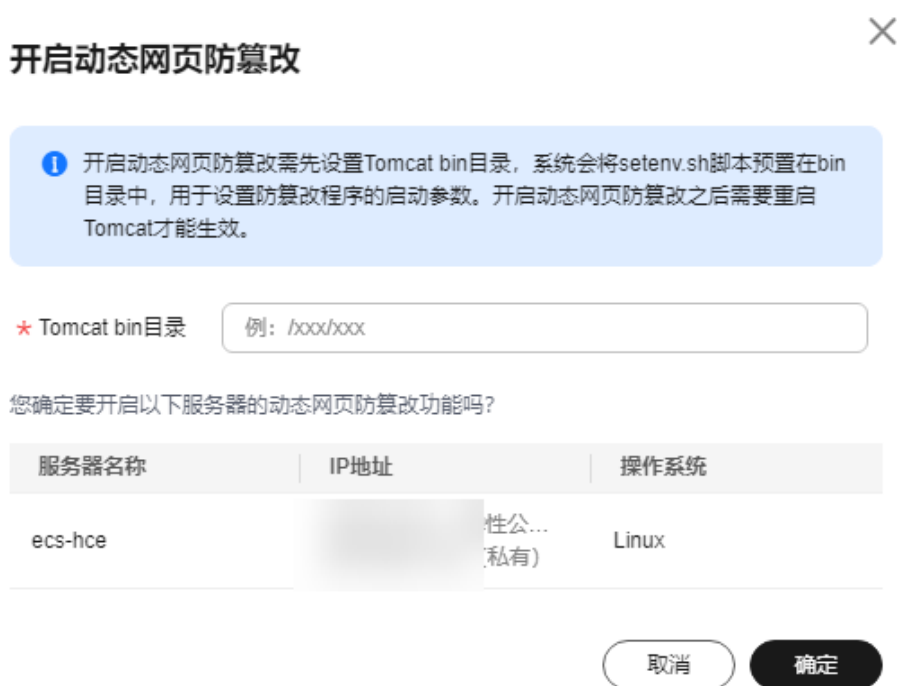 开启动态网页防篡改
开启动态网页防篡改需先设置Tomcat bin目录，系统会将setenv.sh脚本预置在bin
目录中，用于设置防篡改程序的启动参数。开启动态网页防篡改之后需要重启
Tomcat才能生效。
* Tomcat bin目录 例：/xxx/xxx
您确定要开启以下服务器的动态网页防篡改功能吗？
服务器名称 IP地址 操作系统
性公...
ecs-hce Linux
(私有)
取消 确定